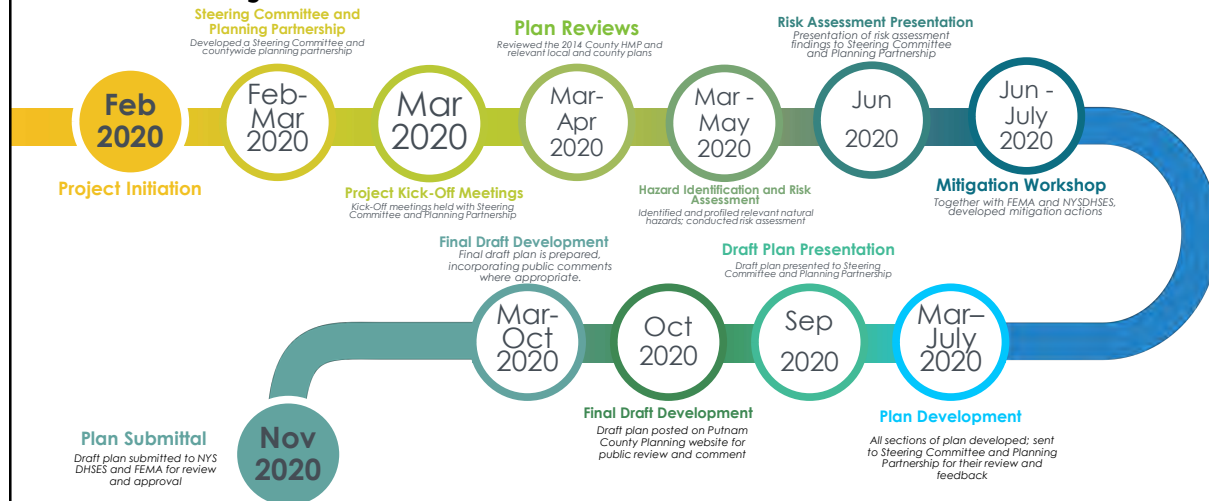 Steering Committee and
Planning Partnership
Developed a Steering Committee and
countywide planning partnership
Feb-
Mar
2020
Feb
2020
Project Initiation
Mar
2020
Project Kick-Off Meetings
Kick-Off meetings held with Steering
Committee and Planning Partnership
Plan Reviews
Reviewed the 2014 County HMP and
relevant local and county plans
Mar-
Apr
2020
Mar -
May
2020
Hazard Identification and Risk
Assessment
Identified and profiled relevant natural
hazards; conducted risk assessment
Risk Assessment Presentation
Presentation of risk assessment
findings to Steering Committee
and Planning Partnership
Jun
2020
Jun -
July
2020
Mitigation Workshop
Together with FEMA and NYSDHSES,
developed mitigation actions
Mar–
July
2020
Plan Development
All sections of plan developed; sent
to Steering Committee and Planning
Partnership for their review and
feedback
Draft Plan Presentation
Draft plan presented to Steering
Committee and Planning Partnership
Sep
2020
Oct
2020
Final Draft Development
Draft plan posted on Putnam
County Planning website for
public review and comment
Final Draft Development
Final draft plan is prepared,
incorporating public comments
where appropriate.
Mar-
Oct
2020
Nov
2020
Plan Submittal
Draft plan submitted to NYS
DHSES and FEMA for review
and approval